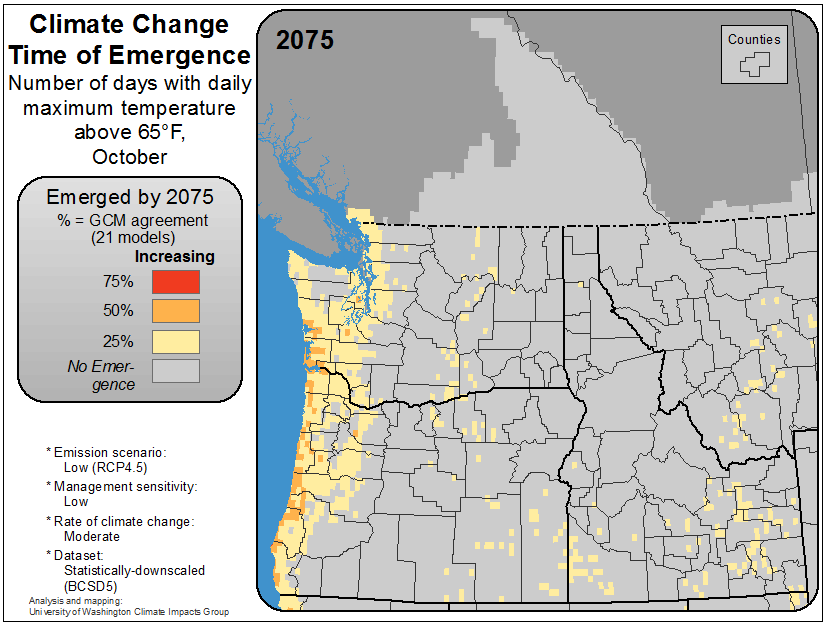 Climate Change
Time of Emergence
Number of days with daily
maximum temperature
above 65°F,
October
Emerged by 2075
% = GCM agreement
(21 models)
Increasing
75%
50%
25%
No Emer-
gence
* Emission scenario:
Low (RCP4.5)
* Management sensitivity:
Low
* Rate of climate change:
Moderate
* Dataset:
Statistically-downscaled
(BCSD5)
Analysis and mapping:
University of Washington Climate Impacts Group
2075
Counties